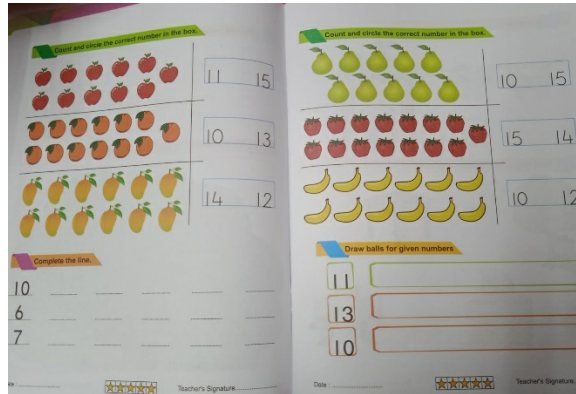 Count and circle the correct number in the box.
11 15
10 13
14 12
Complete the line.
10
6
7
Teacher's Signature
Count and circle the correct number in the box.
10 15
15 14
10 12
Draw balls for given numbers
11
13
10
Date :
Teacher's Signature